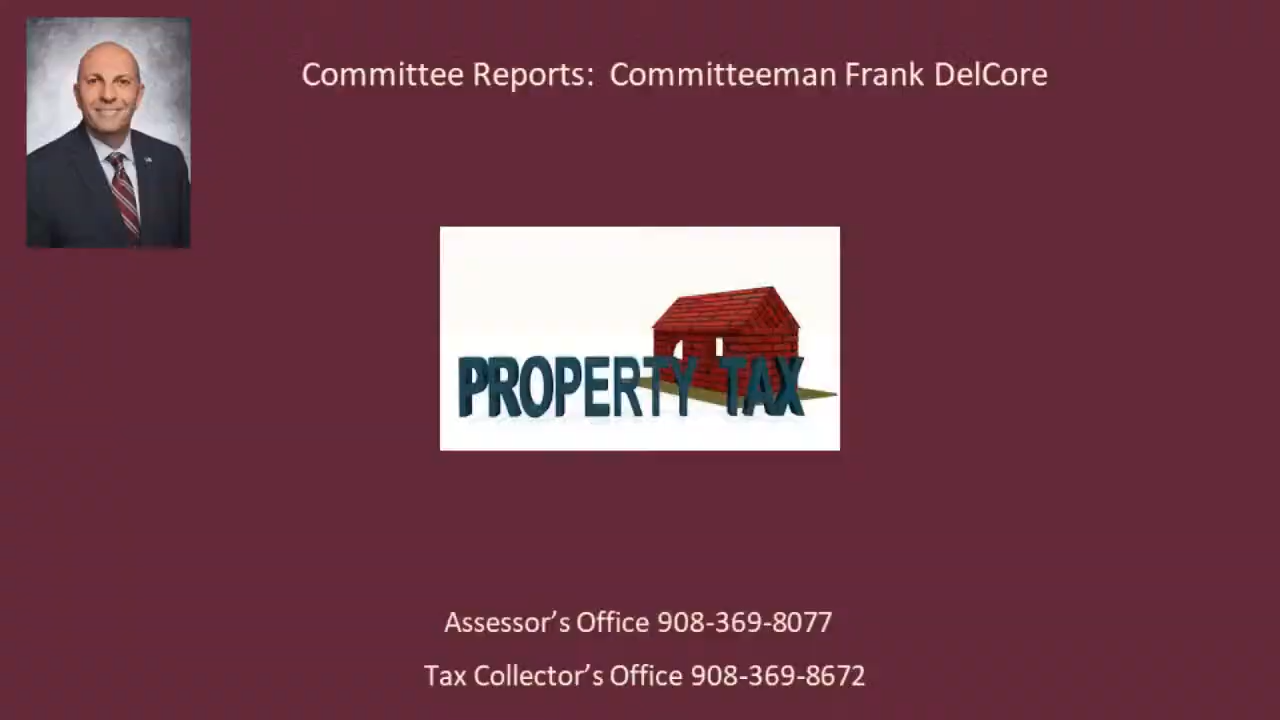 Committee Reports:  Committeeman Frank DelCore
PROPERTY TAX
Assessor’s Office 908-369-8077
Tax Collector’s Office 908-369-8672